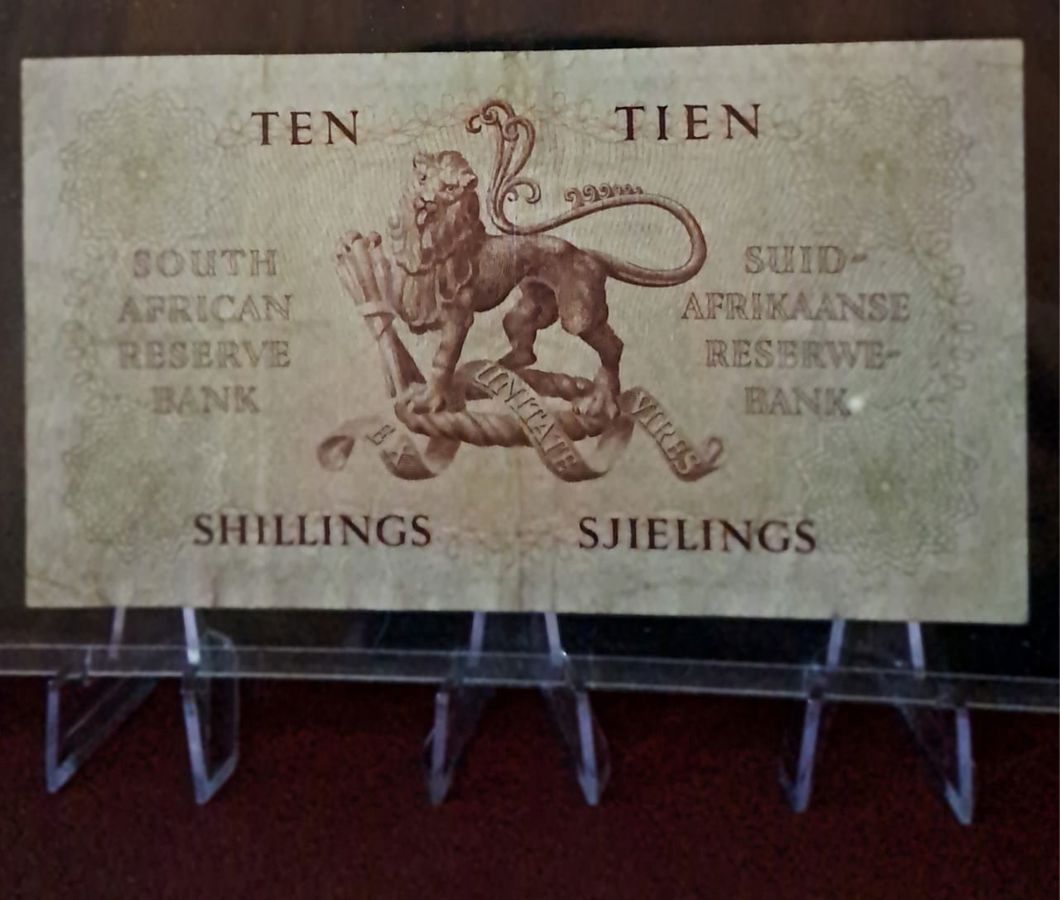 TEN TIEN
SOUTH
AFRICAN
RESERVE
BANK
SUID-
AFRIKAANSE
RESERWE-
BANK
EX UNITATE VIRES
SHILLINGS SJIELINGS